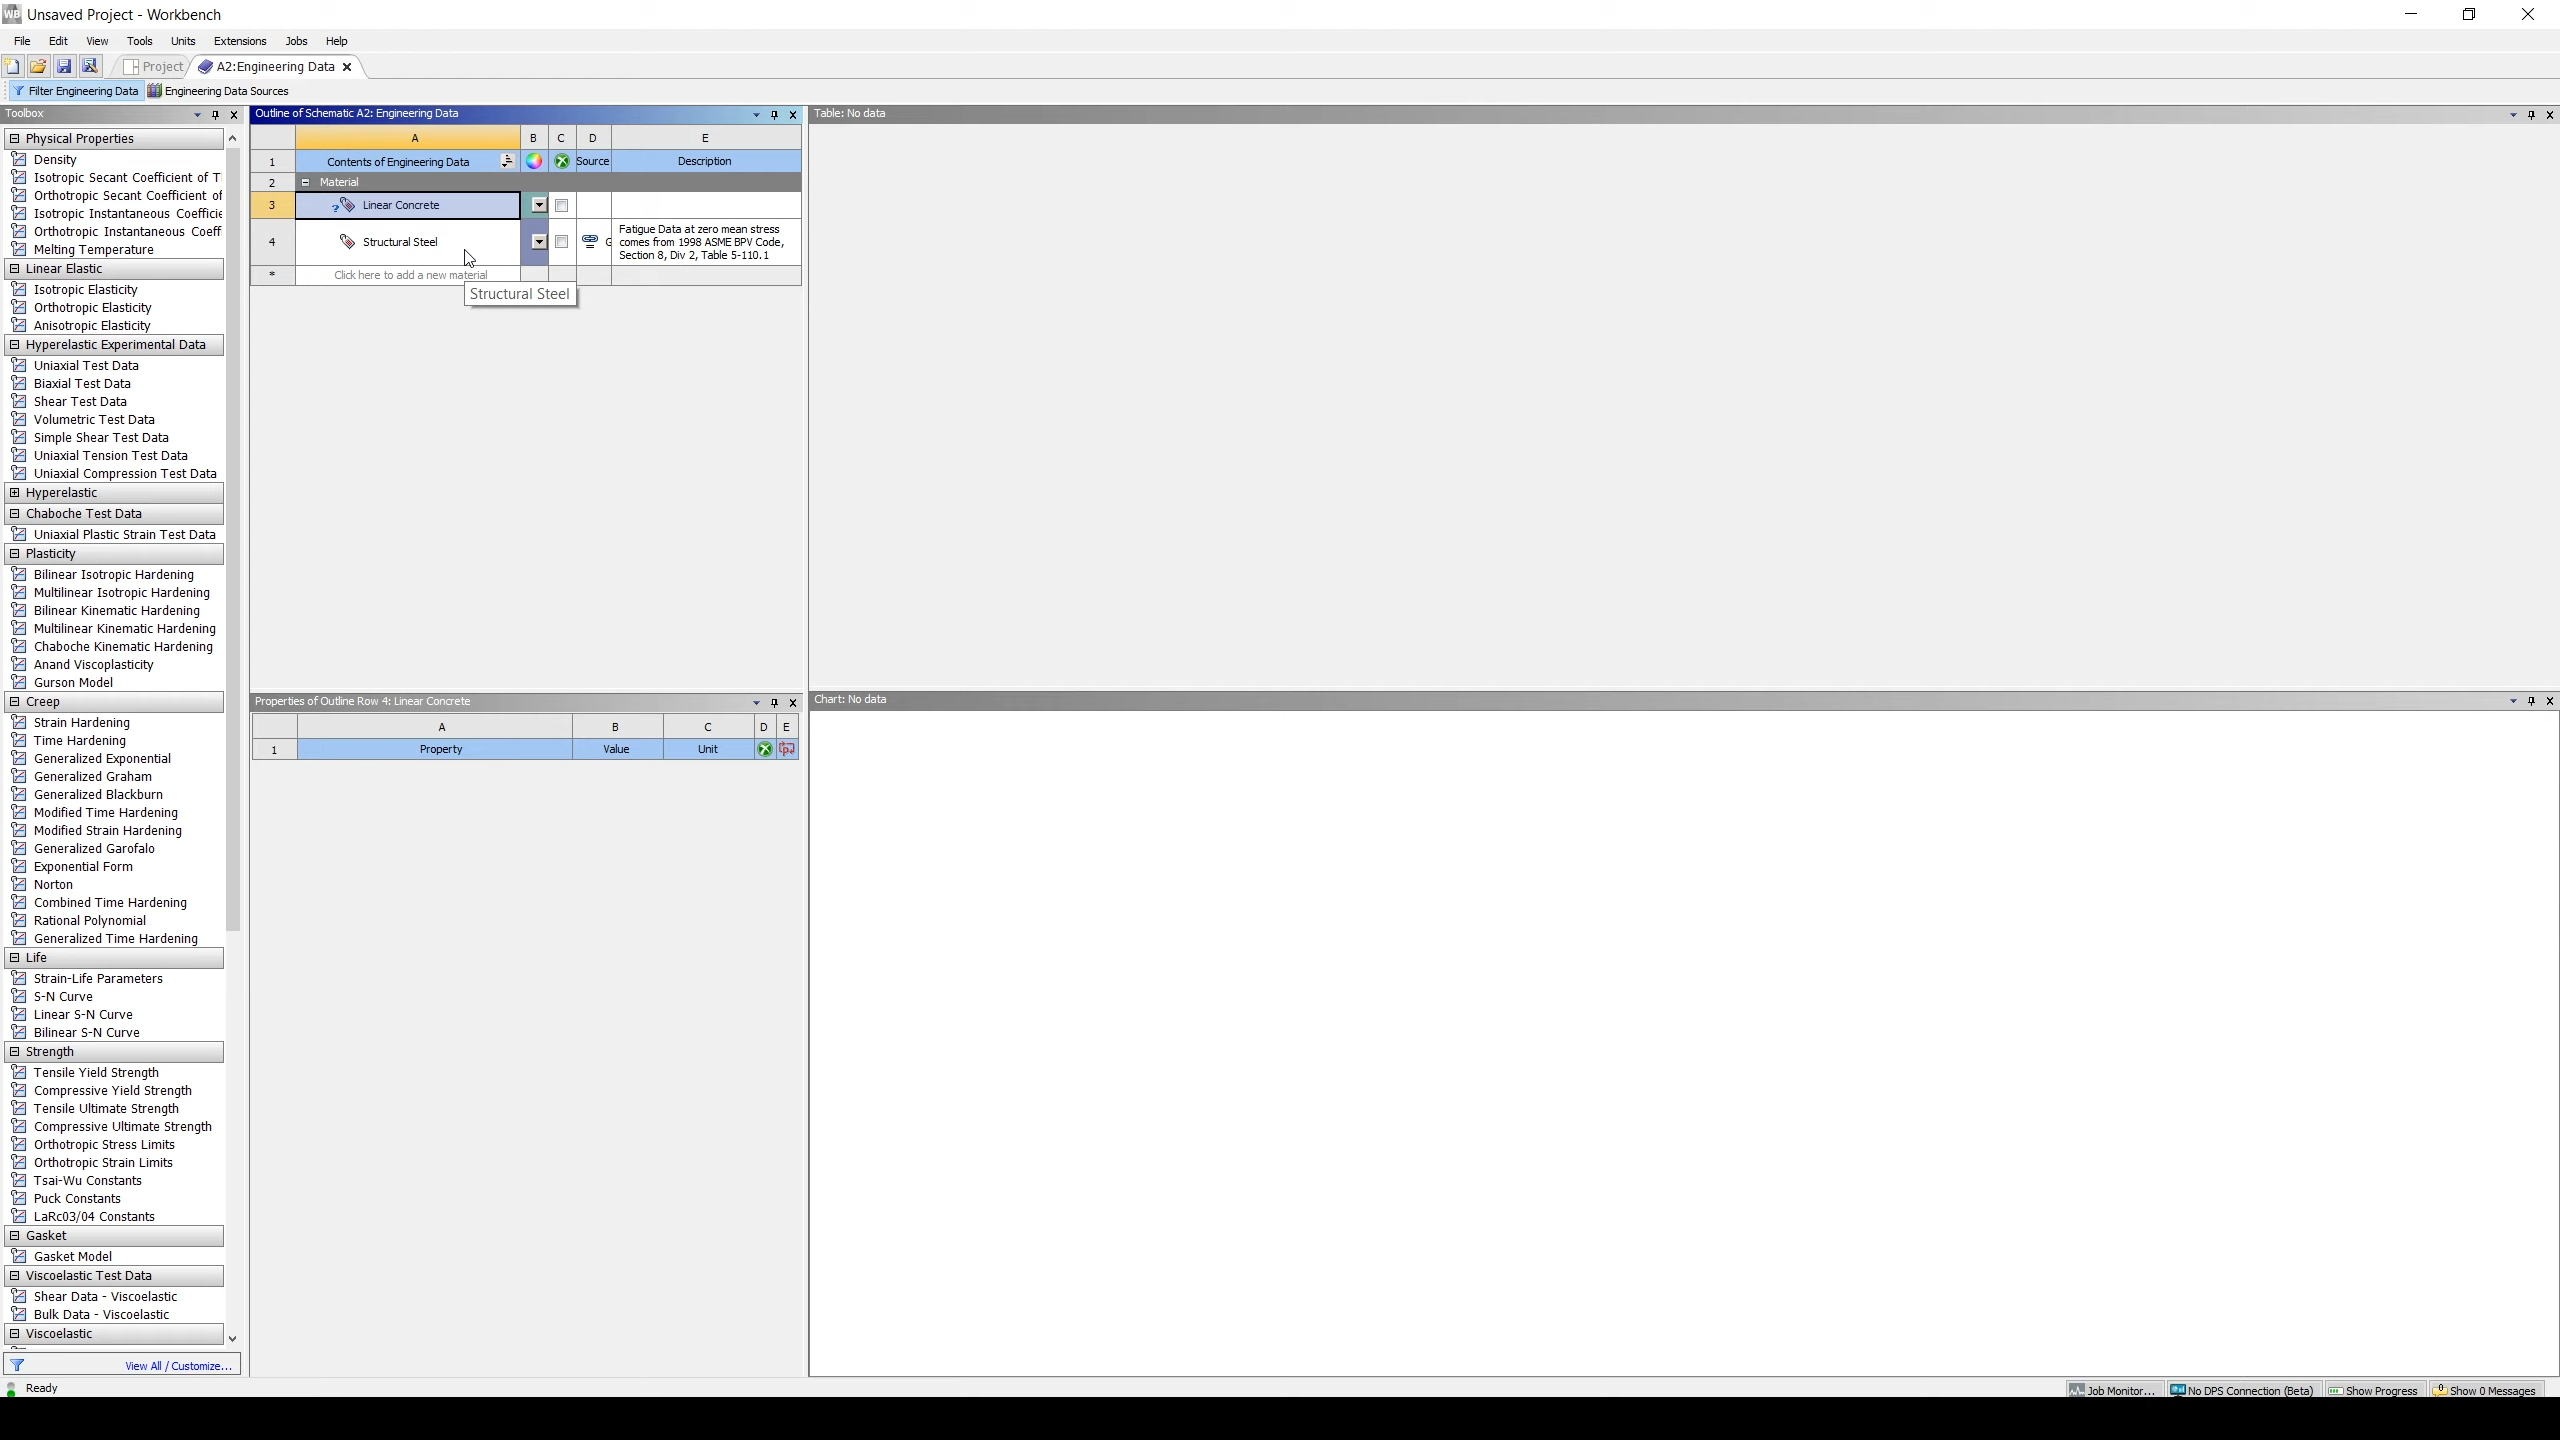 WB Unsaved Project - Workbench
File Edit View Tools Units Extensions Jobs Help
Project A2:Engineering Data
Filter Engineering Data Engineering Data Sources
Toolbox
Physical Properties
Density
Isotropic Secant Coefficient of T
Orthotropic Secant Coefficient of
Isotropic Instantaneous Coefficie
Orthotropic Instantaneous Coeff
Melting Temperature
Linear Elastic
Isotropic Elasticity
Orthotropic Elasticity
Anisotropic Elasticity
Hyperelastic Experimental Data
Uniaxial Test Data
Biaxial Test Data
Shear Test Data
Volumetric Test Data
Simple Shear Test Data
Uniaxial Tension Test Data
Uniaxial Compression Test Data
Hyperelastic
Chaboche Test Data
Uniaxial Plastic Strain Test Data
Plasticity
Bilinear Isotropic Hardening
Multilinear Isotropic Hardening
Bilinear Kinematic Hardening
Multilinear Kinematic Hardening
Chaboche Kinematic Hardening
Anand Viscoplasticity
Gurson Model
Creep
Strain Hardening
Time Hardening
Generalized Exponential
Generalized Graham
Generalized Blackburn
Modified Time Hardening
Modified Strain Hardening
Generalized Garofalo
Exponential Form
Norton
Combined Time Hardening
Rational Polynomial
Generalized Time Hardening
Life
Strain-Life Parameters
S-N Curve
Linear S-N Curve
Bilinear S-N Curve
Strength
Tensile Yield Strength
Compressive Yield Strength
Tensile Ultimate Strength
Compressive Ultimate Strength
Orthotropic Stress Limits
Orthotropic Strain Limits
Tsai-Wu Constants
Puck Constants
LaRc03/04 Constants
Gasket
Gasket Model
Viscoelastic Test Data
Shear Data - Viscoelastic
Bulk Data - Viscoelastic
Viscoelastic
View All / Customize...
Outline of Schematic A2: Engineering Data
A B C D E
1 Contents of Engineering Data Source Description
2 Material
3 ? Linear Concrete
4 Structural Steel G
Fatigue Data at zero mean stress
comes from 1998 ASME BPV Code,
Section 8, Div 2, Table 5-110.1
* Click here to add a new material
Structural Steel
Properties of Outline Row 4: Linear Concrete
A B C D E
1 Property Value Unit
Table: No data
Chart: No data
Ready
Job Monitor... No DPS Connection (Beta) Show Progress Show 0 Messages